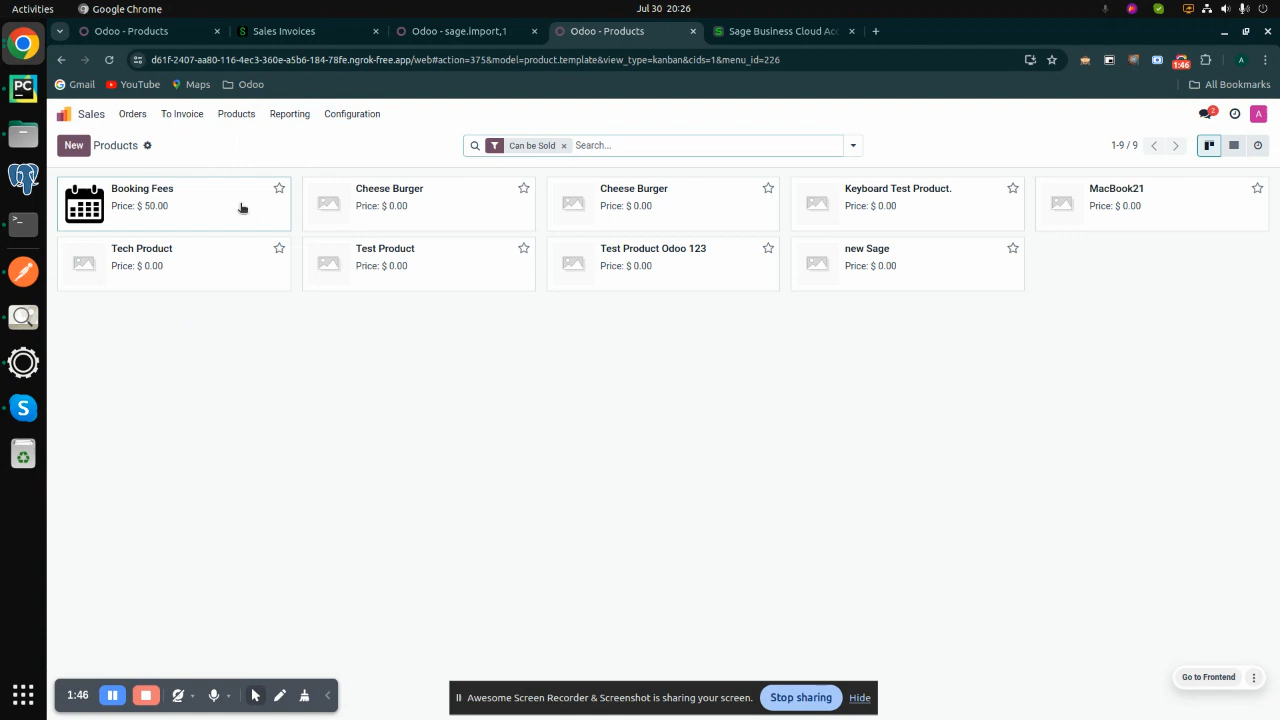 Activities
Google Chrome
Jul 30 20:26
Odoo - Products
Sales Invoices
Odoo - sage.import,1
Odoo - Products
Sage Business Cloud Acc
d61f-2407-aa80-116-4ec3-360e-a5b6-184-78fe.ngrok-free.app/web#action=375&model=product.template&view_type=kanban&cids=1&menu_id=226
1:46
A
Gmail
YouTube
Maps
Odoo
All Bookmarks
Sales
Orders
To Invoice
Products
Reporting
Configuration
2
A
New
Products
Can be Sold
Search...
1-9 / 9
Booking Fees
Price: $ 50.00
Cheese Burger
Price: $ 0.00
Cheese Burger
Price: $ 0.00
Keyboard Test Product.
Price: $ 0.00
MacBook21
Price: $ 0.00
Tech Product
Price: $ 0.00
Test Product
Price: $ 0.00
Test Product Odoo 123
Price: $ 0.00
new Sage
Price: $ 0.00
Go to Frontend
1:46
Awesome Screen Recorder & Screenshot is sharing your screen.
Stop sharing
Hide
PC
S